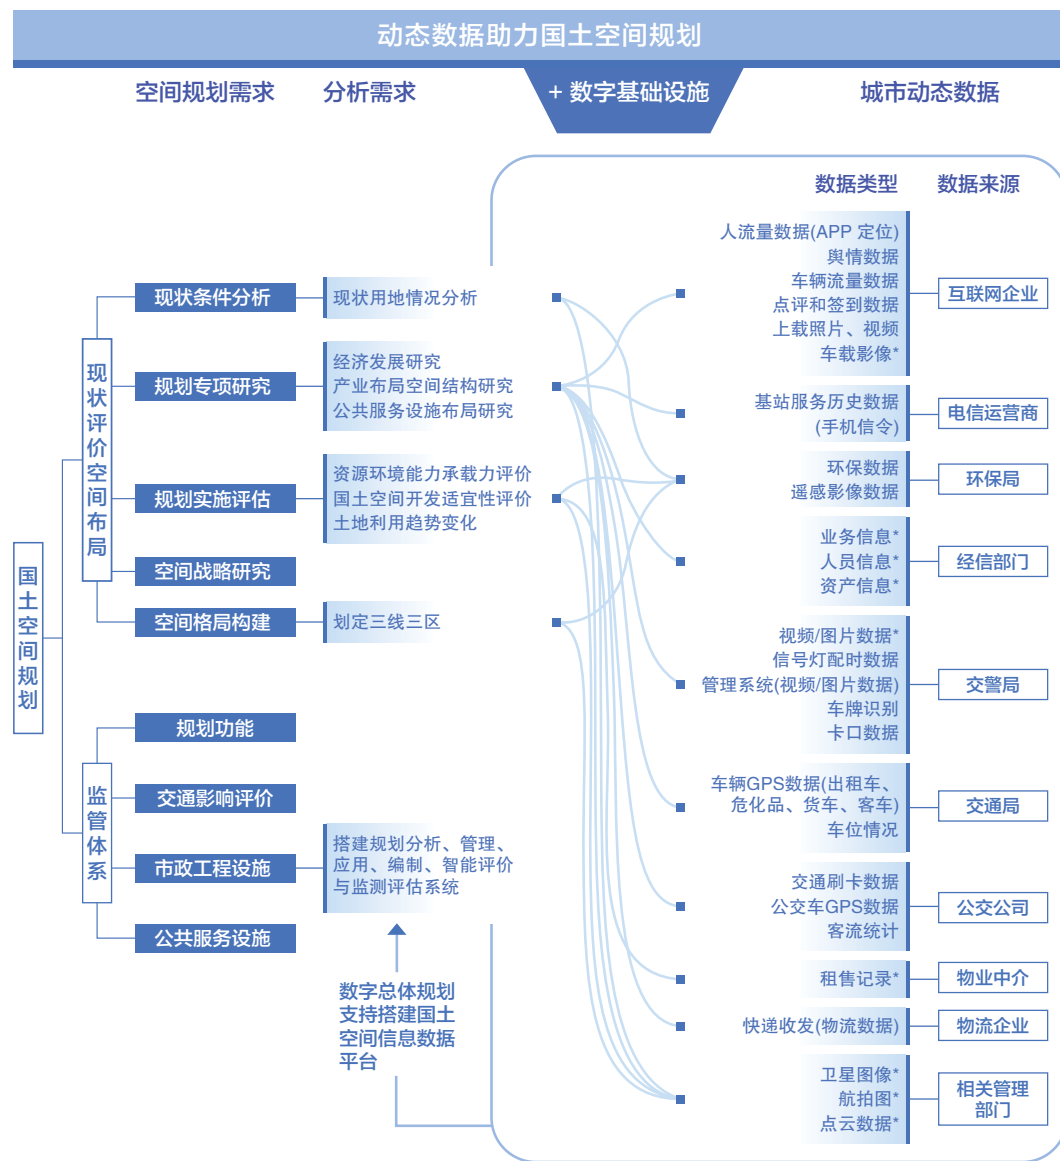 动态数据助力国土空间规划
空间规划需求
分析需求
+ 数字基础设施
城市动态数据
数据类型
数据来源
国土空间规划
现状评价空间布局
现状条件分析
现状用地情况分析
规划专项研究
经济发展研究
产业布局空间结构研究
公共服务设施布局研究
规划实施评估
资源环境能力承载力评价
国土空间开发适宜性评价
土地利用趋势变化
空间战略研究
空间格局构建
划定三线三区
监管体系
规划功能
交通影响评价
市政工程设施
搭建规划分析、管理、
应用、编制、智能评价
与监测评估系统
公共服务设施
数字总体规划
支持搭建国土
空间信息数据
平台
人流量数据(APP 定位)
舆情数据
车辆流量数据
点评和签到数据
上载照片、视频
车载影像*
互联网企业
基站服务历史数据
(手机信令)
电信运营商
环保数据
遥感影像数据
环保局
业务信息*
人员信息*
资产信息*
经信部门
视频/图片数据*
信号灯配时数据
管理系统(视频/图片数据)
车牌识别
卡口数据
交警局
车辆GPS数据(出租车、
危化品、货车、客车)
车位情况
交通局
交通刷卡数据
公交车GPS数据
客流统计
公交公司
租售记录*
物业中介
快递收发(物流数据)
物流企业
卫星图像*
航拍图*
点云数据*
相关管理
部门